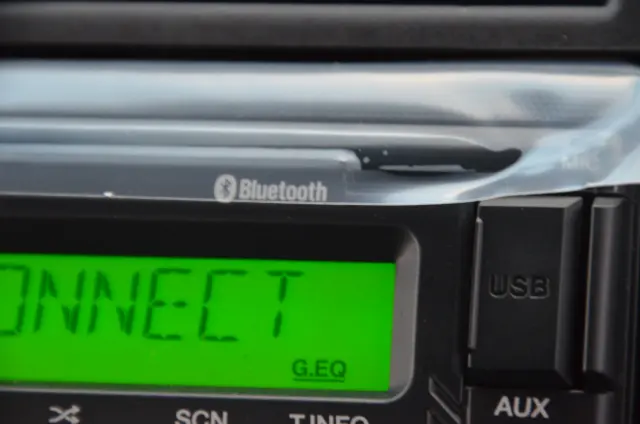 Bluetooth
USB
ONNECT
G.EQ
SCN T.INFO AUX